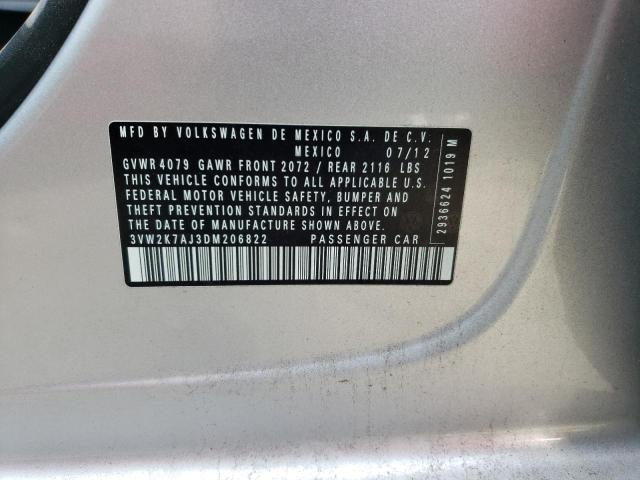 MFD BY VOLKSWAGEN DE MEXICO S.A. DE C.V.
MEXICO 07/12
GVWR 4079 GAWR FRONT 2072 / REAR 2116 LBS
THIS VEHICLE CONFORMS TO ALL APPLICABLE U.S.
FEDERAL MOTOR VEHICLE SAFETY, BUMPER AND
THEFT PREVENTION STANDARDS IN EFFECT ON
THE DATE OF MANUFACTURE SHOWN ABOVE.
3VW2K7AJ3DM206822 PASSENGER CAR
2936624 1019 M